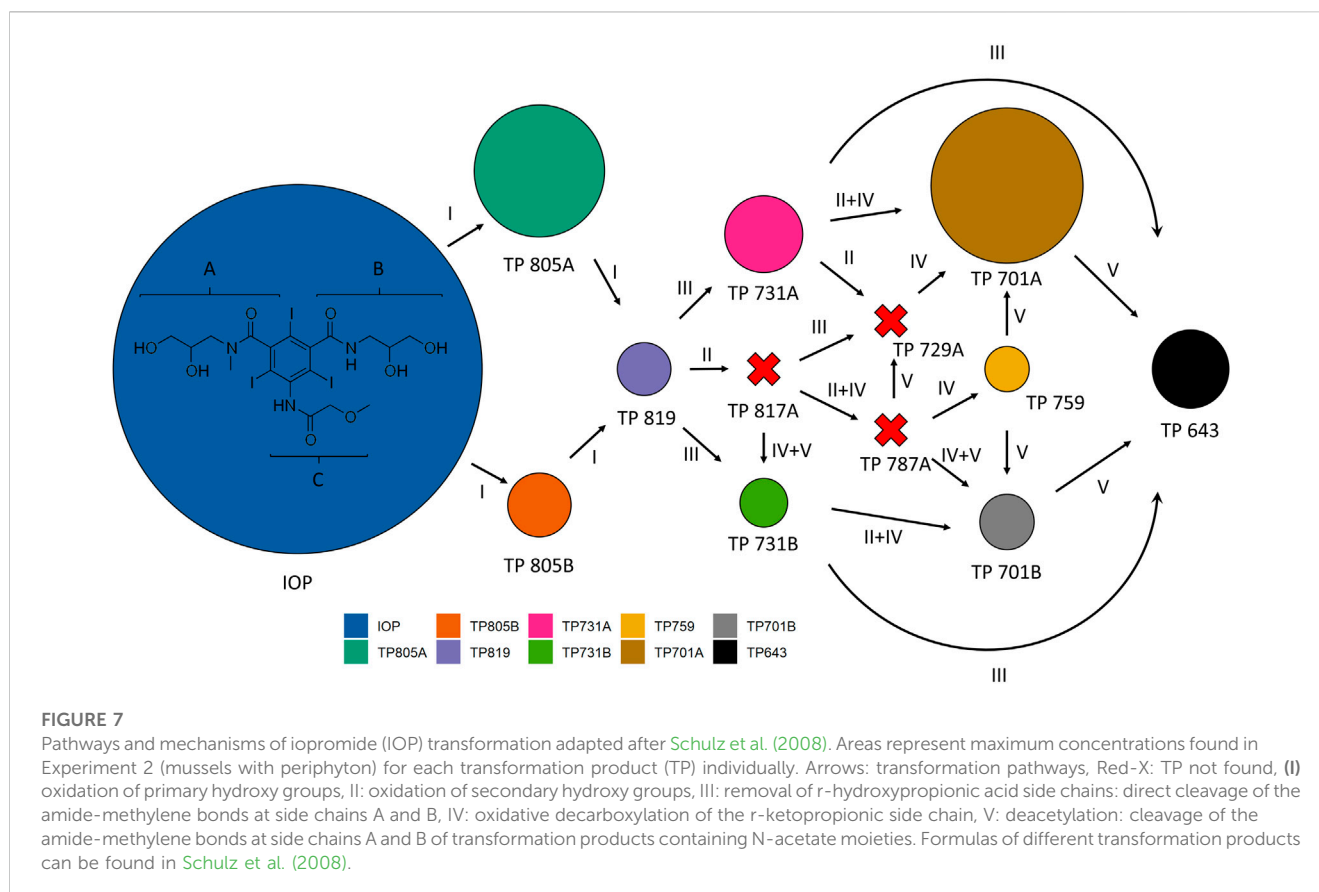 III
I
II+IV
A
B
TP 805A
I
TP 731A
II
IV
TP 701A
V
O
I
O
III
III
V
HO
N
NH
OH
TP 729A
OH
OH
II
V
IV
I
I
TP 819
TP 817A
II+IV
TP 759
TP 643
NH
O
O
TP 787A
III
IV+V
V
C
I
I
IV+V
V
TP 731B
II+IV
TP 701B
IOP
TP 805B
IOP TP805B TP731A TP759 TP701B
TP805A TP819 TP731B TP701A TP643
III
FIGURE 7
Pathways and mechanisms of iopromide (IOP) transformation adapted after Schulz et al. (2008). Areas represent maximum concentrations found in
Experiment 2 (mussels with periphyton) for each transformation product (TP) individually. Arrows: transformation pathways, Red-X: TP not found, (I)
oxidation of primary hydroxy groups, II: oxidation of secondary hydroxy groups, III: removal of r-hydroxypropionic acid side chains: direct cleavage of the
amide-methylene bonds at side chains A and B, IV: oxidative decarboxylation of the r-ketopropionic side chain, V: deacetylation: cleavage of the
amide-methylene bonds at side chains A and B of transformation products containing N-acetate moieties. Formulas of different transformation products
can be found in Schulz et al. (2008).